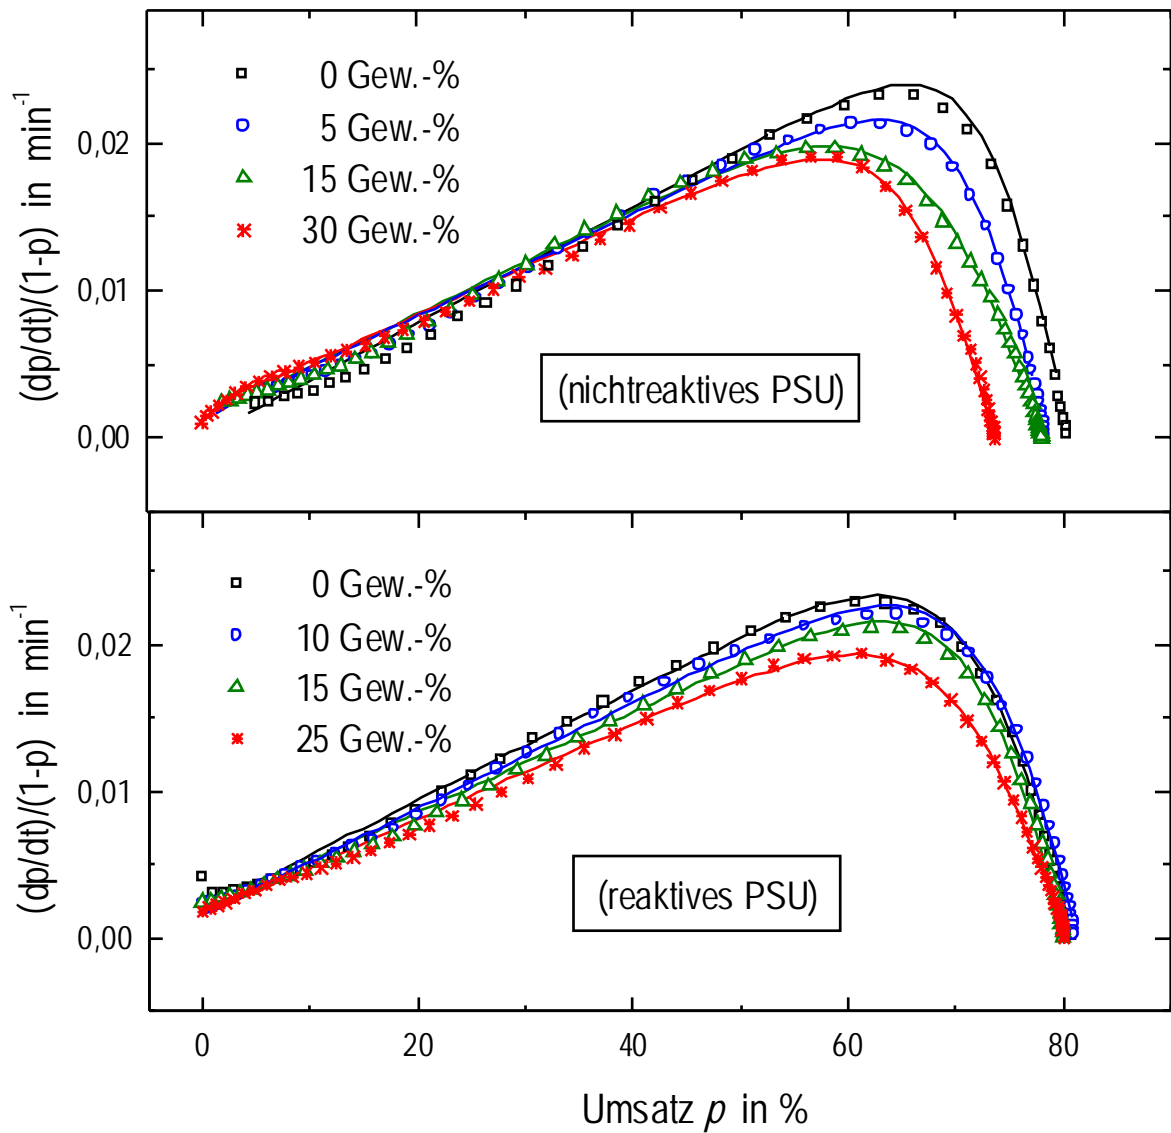 (dp/dt)/(1-p) in min⁻¹
0,02
0,01
0,00
0 Gew.-%
5 Gew.-%
15 Gew.-%
30 Gew.-%
(nichtreaktives PSU)
(dp/dt)/(1-p) in min⁻¹
0,02
0,01
0,00
0 Gew.-%
10 Gew.-%
15 Gew.-%
25 Gew.-%
(reaktives PSU)
0 20 40 60 80
Umsatz p in %